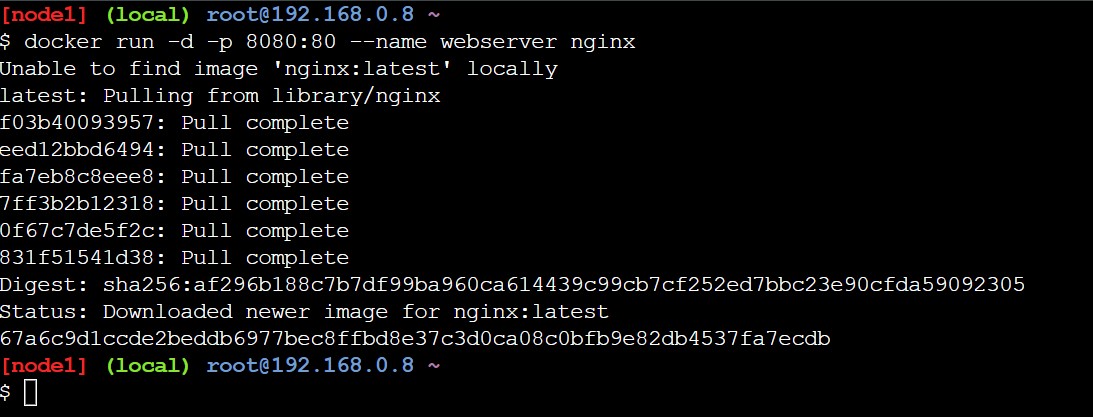 [node1] (local) root@192.168.0.8 ~
$ docker run -d -p 8080:80 --name webserver nginx
Unable to find image 'nginx:latest' locally
latest: Pulling from library/nginx
f03b40093957: Pull complete
eed12bbd6494: Pull complete
fa7eb8c8eee8: Pull complete
7ff3b2b12318: Pull complete
0f67c7de5f2c: Pull complete
831f51541d38: Pull complete
Digest: sha256:af296b188c7b7df99ba960ca614439c99cb7cf252ed7bbc23e90cfda59092305
Status: Downloaded newer image for nginx:latest
67a6c9d1ccde2beddb6977bec8ffbd8e37c3d0ca08c0bfb9e82db4537fa7ecdb
[node1] (local) root@192.168.0.8 ~
$